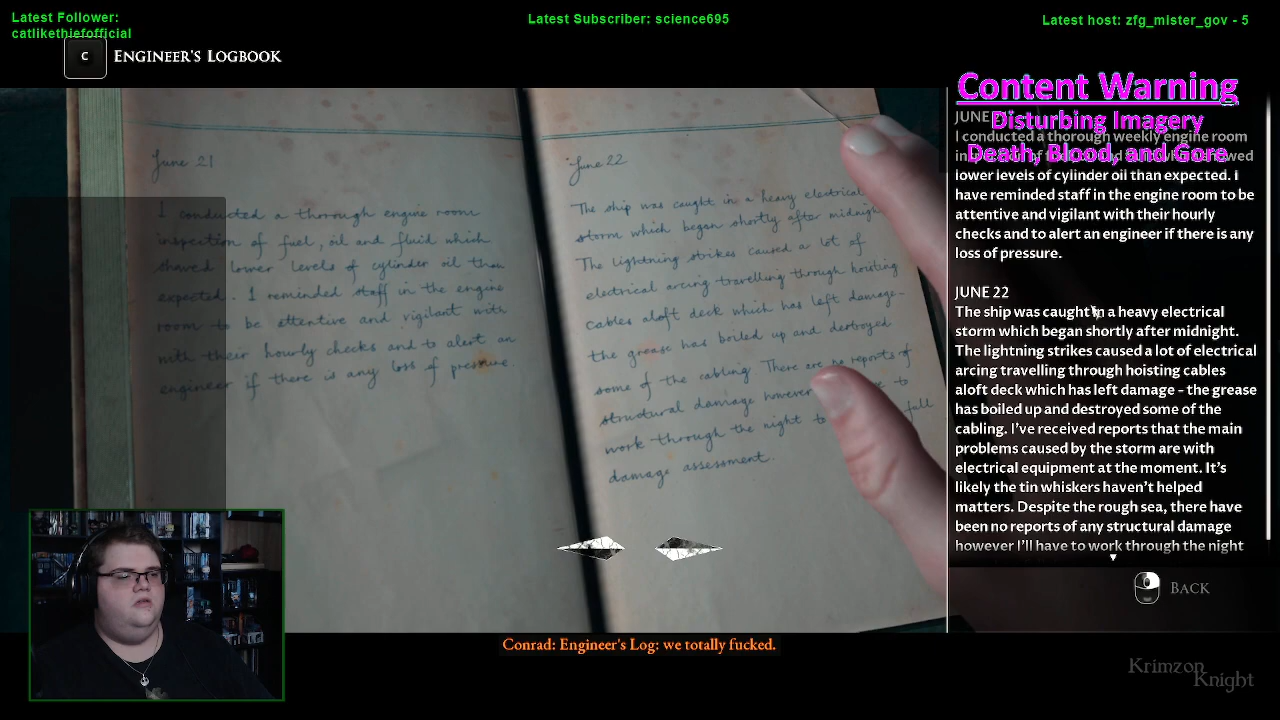 Latest Follower:
catlikethiefofficial
Latest Subscriber: science695
Latest host: zfg_mister_gov - 5
C
ENGINEER'S LOGBOOK
Content Warning
Disturbing Imagery
Death, Blood, and Gore
June 21
I conducted a thorough engine room
inspection of fuel, oil and fluid which
showed lower levels of cylinder oil than
expected. I reminded staff in the engine
room to be attentive and vigilant with
with their hourly checks and to alert an
engineer if there is any loss of pressure.
June 22
The ship was caught in a heavy electrical
storm which began shortly after midnight
The lightning strikes caused a lot of
electrical arcing travelling through hoisting
cables aloft deck which has left damage-
the grease has boiled up and destroyed
some of the cabling There are no reports of
structural damage however to
work through the night to full
damage assessment.
JUNE
I conducted a thorough weekly engine room
lower levels of cylinder oil than expected. I
have reminded staff in the engine room to be
attentive and vigilant with their hourly
checks and to alert an engineer if there is any
loss of pressure.
JUNE 22
The ship was caught in a heavy electrical
storm which began shortly after midnight.
The lightning strikes caused a lot of electrical
arcing travelling through hoisting cables
aloft deck which has left damage - the grease
has boiled up and destroyed some of the
cabling. I've received reports that the main
problems caused by the storm are with
electrical equipment at the moment. It's
likely the tin whiskers haven't helped
matters. Despite the rough sea, there have
been no reports of any structural damage
however I'll have to work through the night
BACK
Conrad: Engineer's Log: we totally fucked.
Krimzon
Knight